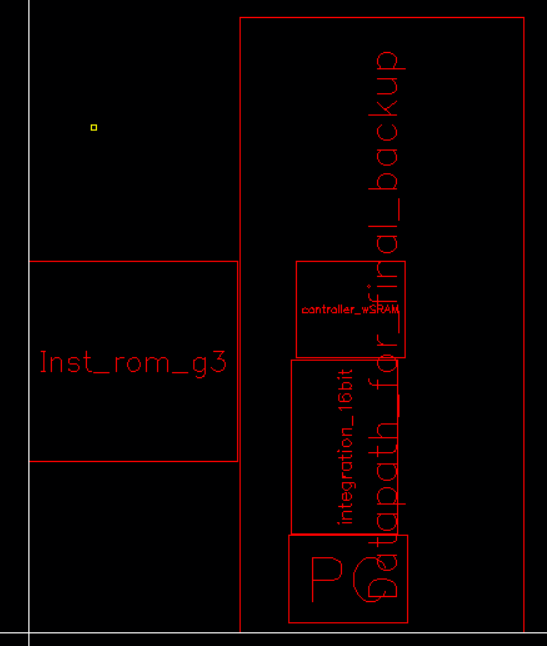 Datapath_for_final_backup
controller_wSRAM
Inst_rom_g3
integration_16bit
PC